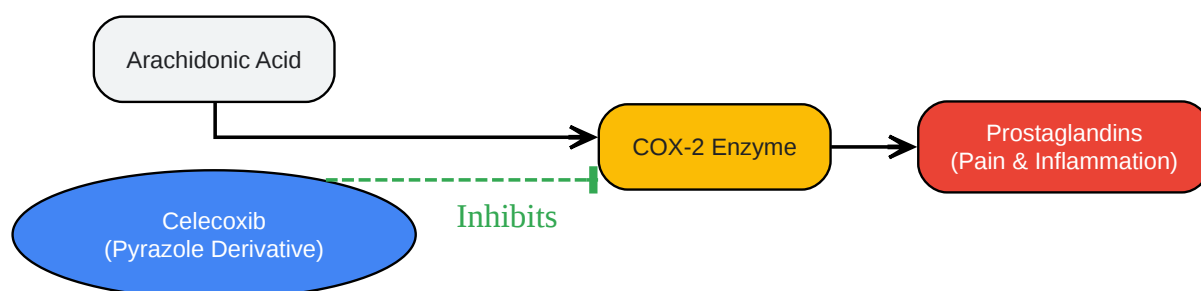 Arachidonic Acid
COX-2 Enzyme
Prostaglandins
(Pain & Inflammation)
Celecoxib
(Pyrazole Derivative)
Inhibits